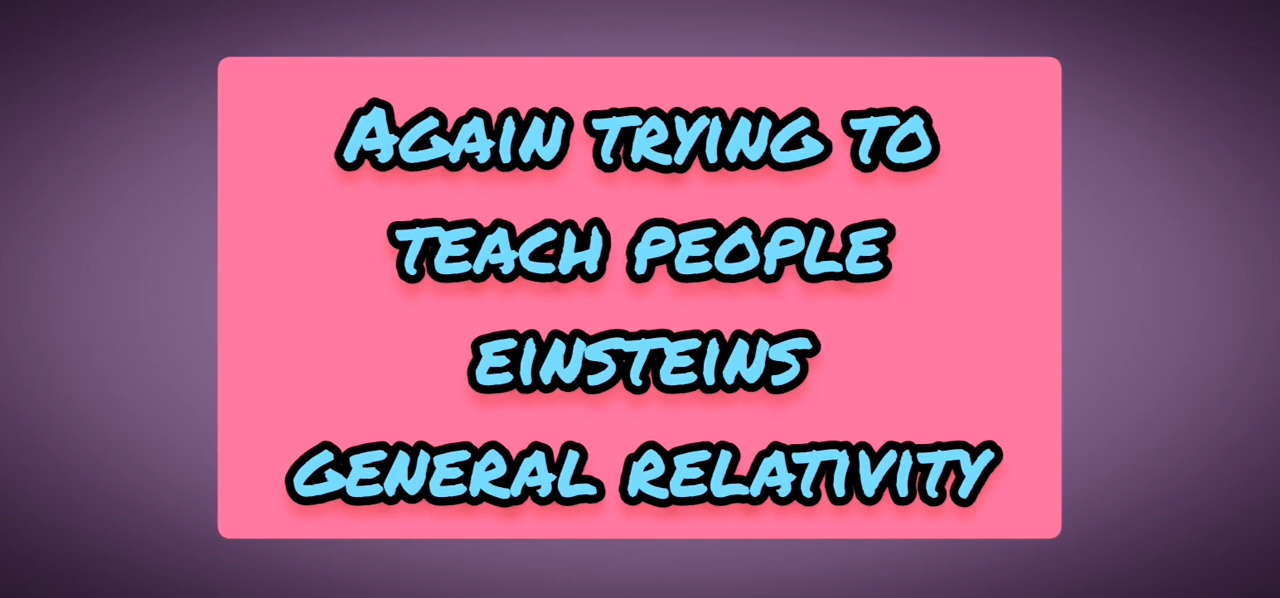 Again trying to
teach people
einsteins
general relativity